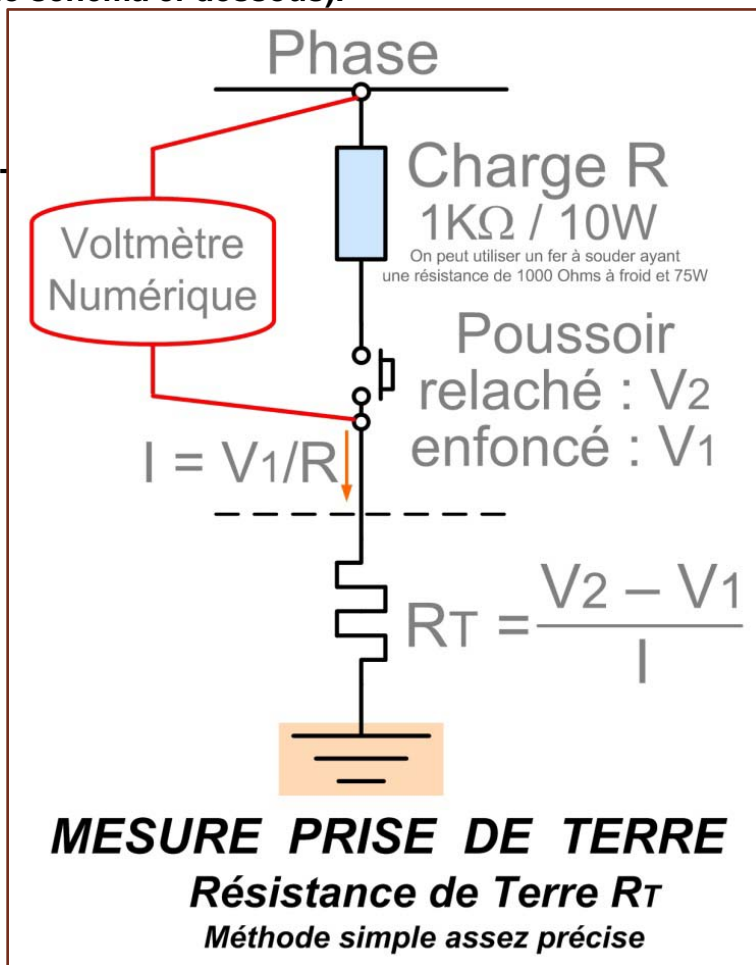 Phase
Charge R
1KΩ / 10W
On peut utiliser un fer à souder ayant
une résistance de 1000 Ohms à froid et 75W
Voltmètre
Numérique
Poussoir
relaché : V2
enfoncé : V1
I = V1/R
RT = V2 – V1
I
MESURE PRISE DE TERRE
Résistance de Terre RT
Méthode simple assez précise